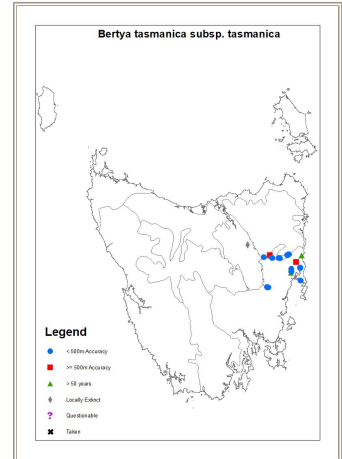 Bertya tasmanica subsp. tasmanica
Legend
< 500m Accuracy
>= 500m Accuracy
> 50 years
Locally Extinct
Questionable
Taken